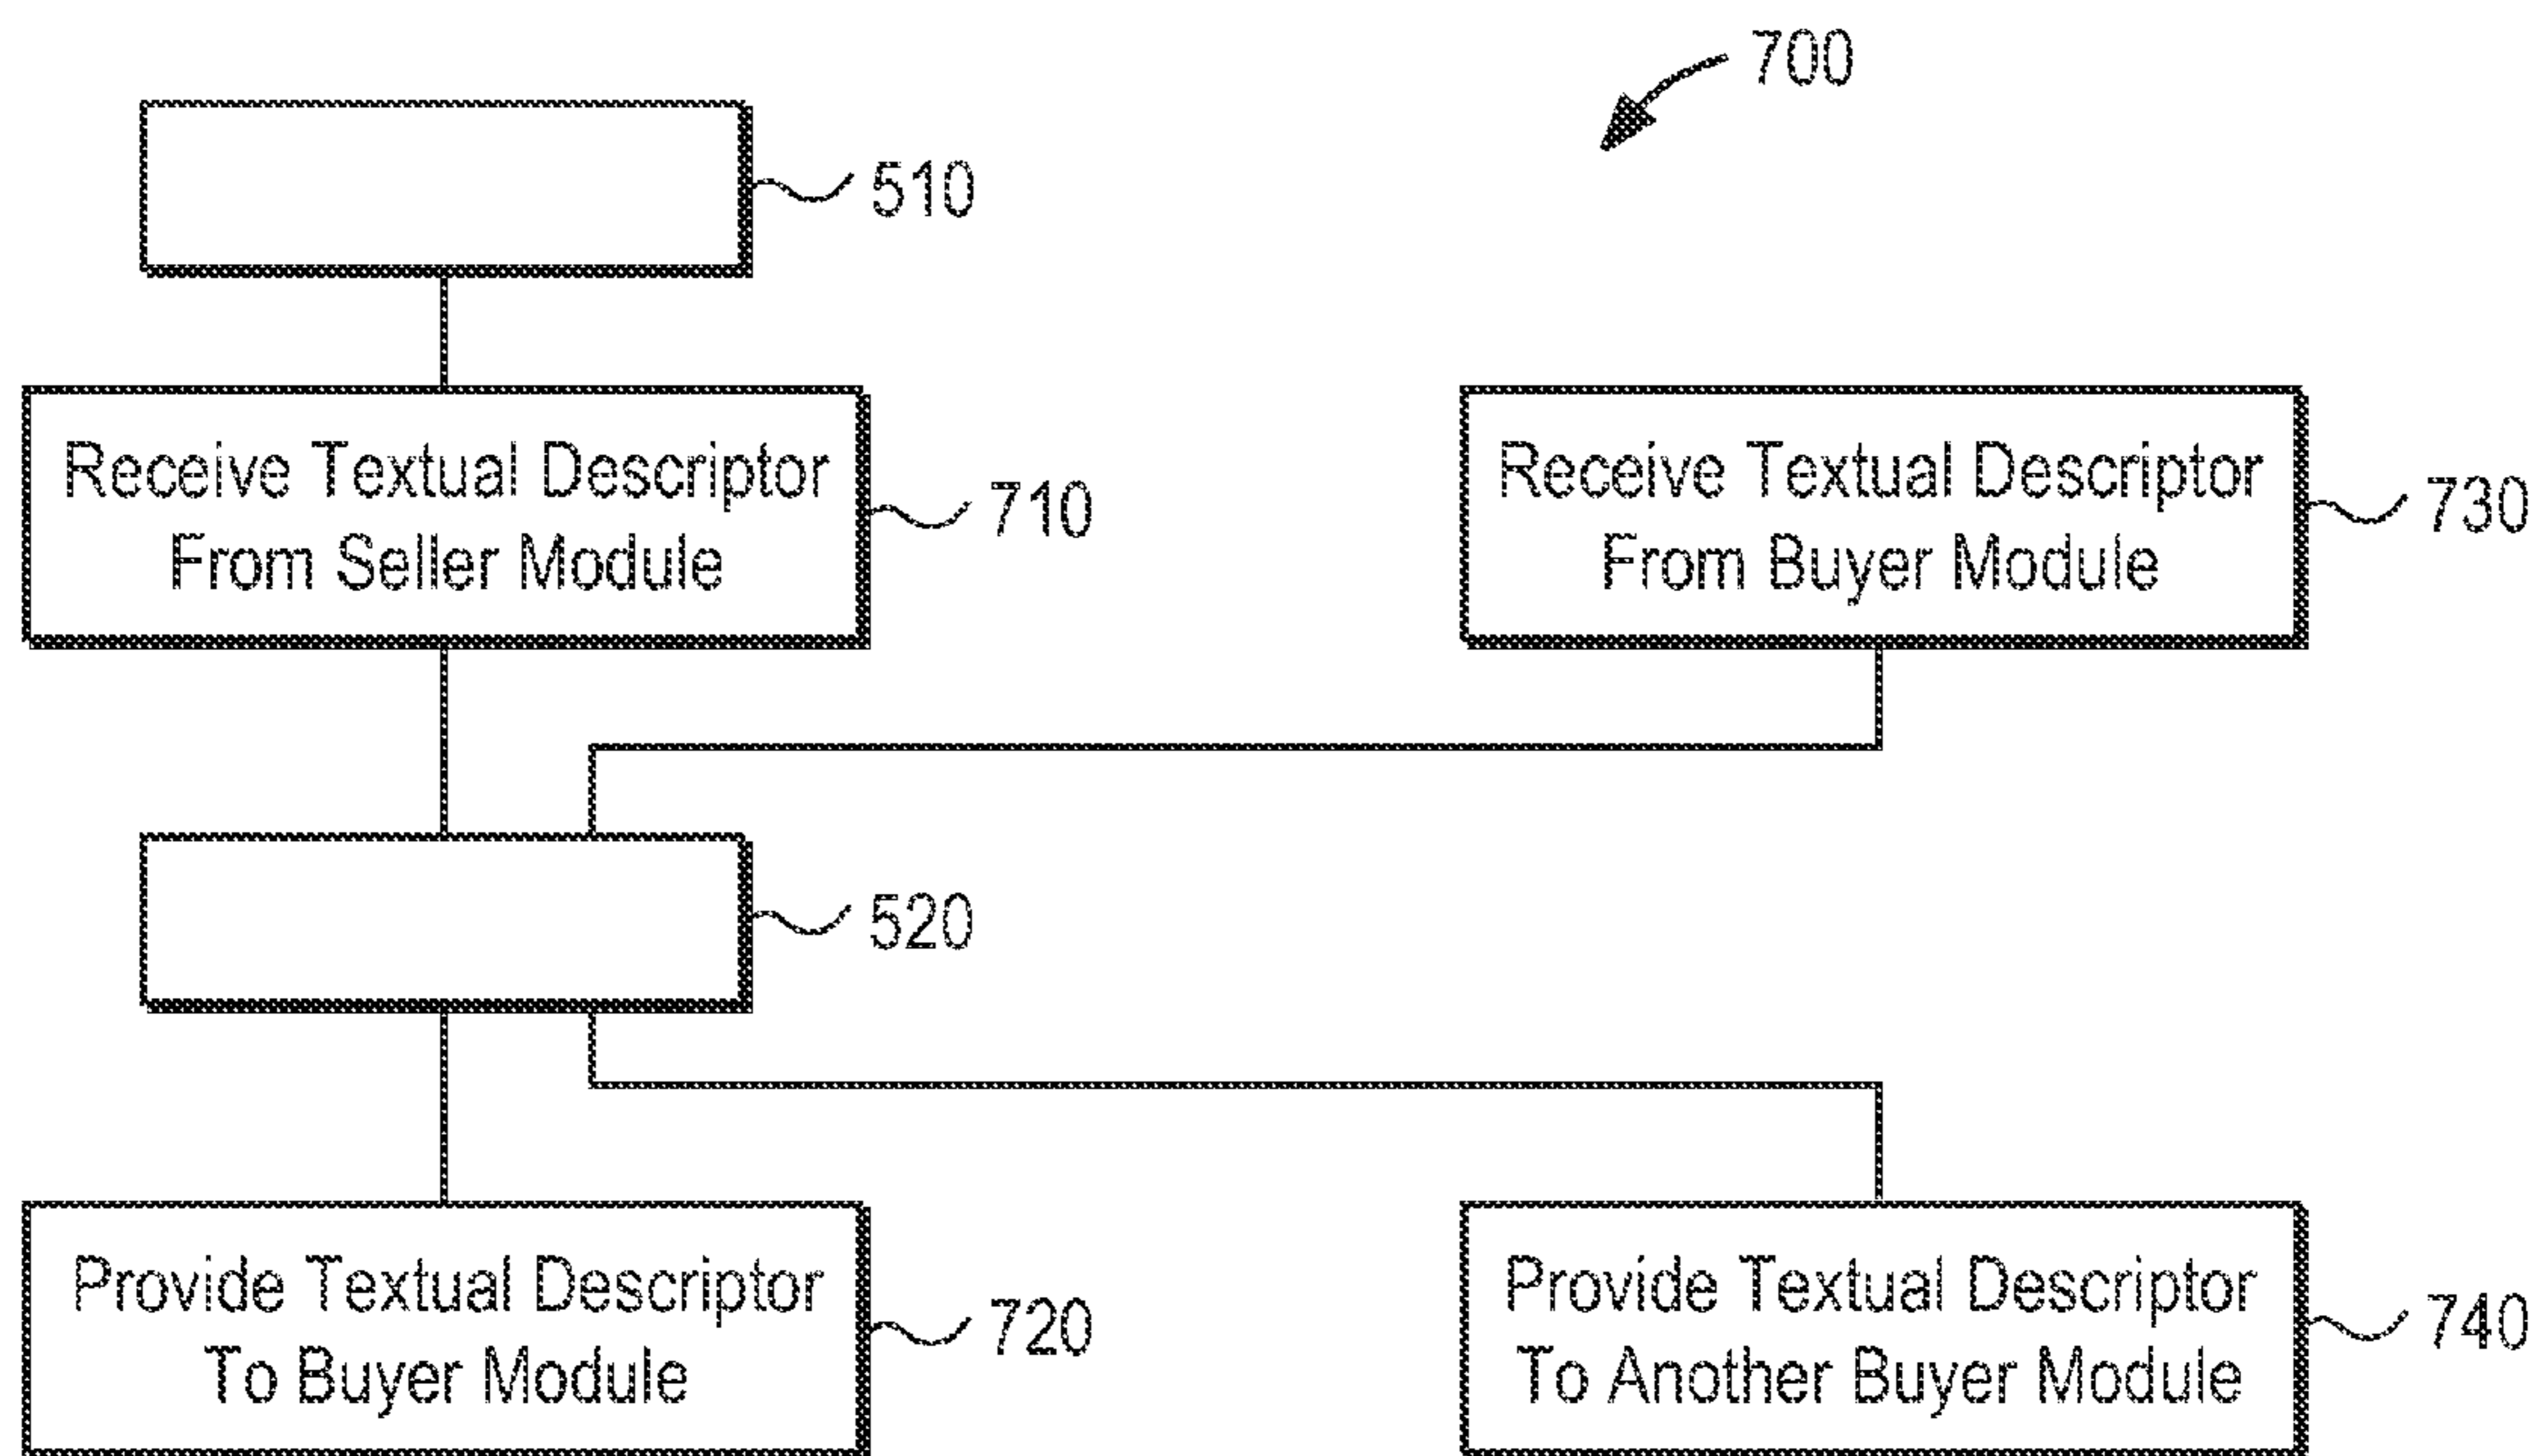 700
510
Receive Textual Descriptor
From Seller Module
710
Receive Textual Descriptor
From Buyer Module
730
520
Provide Textual Descriptor
To Buyer Module
720
Provide Textual Descriptor
To Another Buyer Module
740